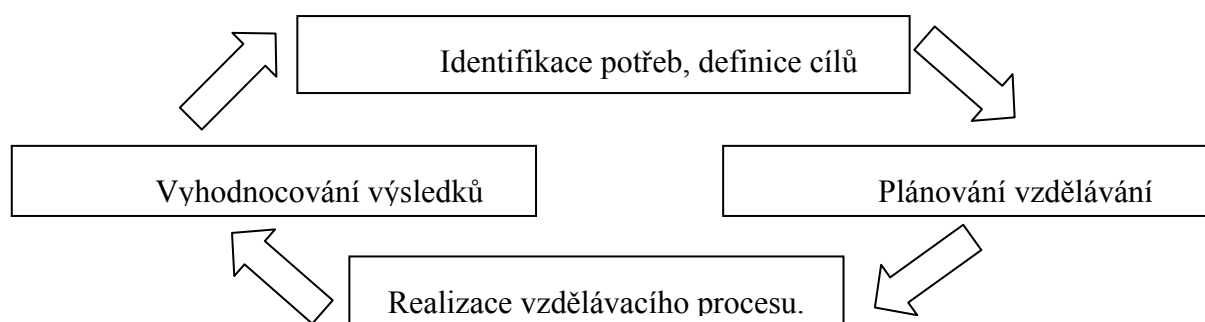 Identifikace potřeb, definice cílů
Vyhodnocování výsledků
Plánování vzdělávání
Realizace vzdělávacího procesu.